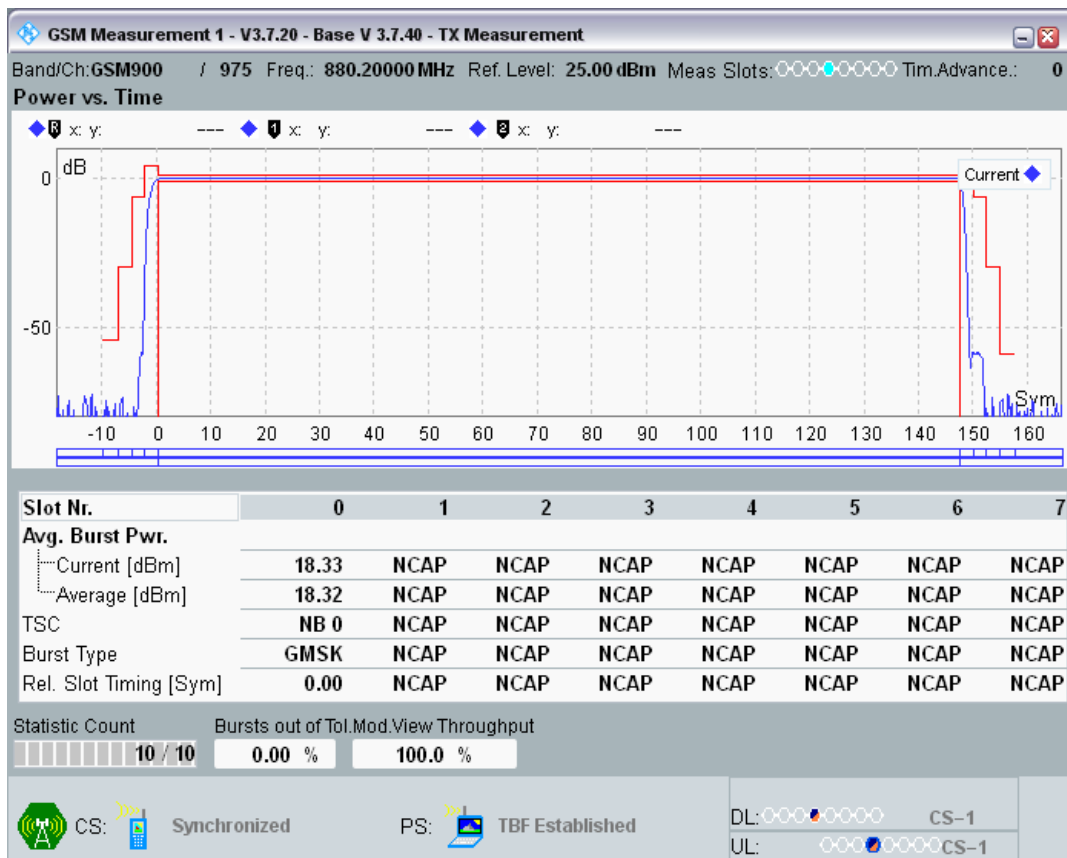 GSM Measurement 1 - V3.7.20 - Base V 3.7.40 - TX Measurement
Band/Ch:GSM900 / 975 Freq.: 880.20000 MHz Ref. Level: 25.00 dBm Meas Slots: Tim.Advance.: 0
Power vs. Time
R x: y: --- 1 x: y: --- 2 x: y: ---
dB
Current
0
-50
Sym
-10 0 10 20 30 40 50 60 70 80 90 100 110 120 130 140 150 160
Slot Nr. 0 1 2 3 4 5 6 7
Avg. Burst Pwr.
Current [dBm] 18.33 NCAP NCAP NCAP NCAP NCAP NCAP NCAP
Average [dBm] 18.32 NCAP NCAP NCAP NCAP NCAP NCAP NCAP
TSC NB 0 NCAP NCAP NCAP NCAP NCAP NCAP NCAP
Burst Type GMSK NCAP NCAP NCAP NCAP NCAP NCAP NCAP
Rel. Slot Timing [Sym] 0.00 NCAP NCAP NCAP NCAP NCAP NCAP NCAP
Statistic Count Bursts out of Tol.Mod.View Throughput
10 / 10 0.00 % 100.0 %
CS: Synchronized PS: TBF Established
DL: CS-1
UL: CS-1